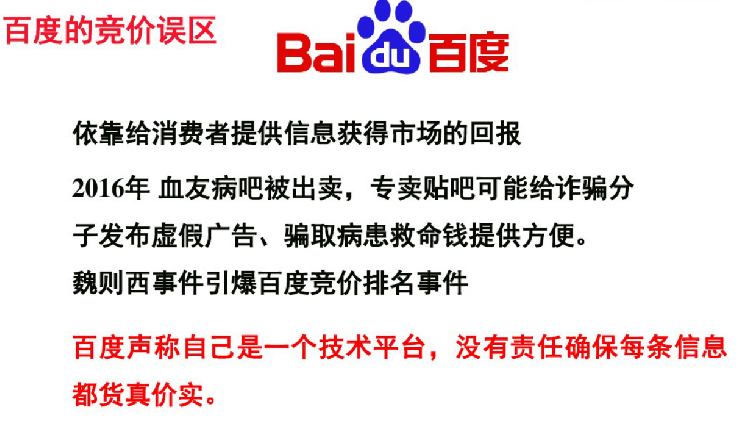 百度的竞价误区
Bai du 百度
依靠给消费者提供信息获得市场的回报
2016年 血友病吧被出卖，专卖贴吧可能给诈骗分
子发布虚假广告、骗取病患救命钱提供方便。
魏则西事件引爆百度竞价排名事件
百度声称自己是一个技术平台，没有责任确保每条信息
都货真价实。